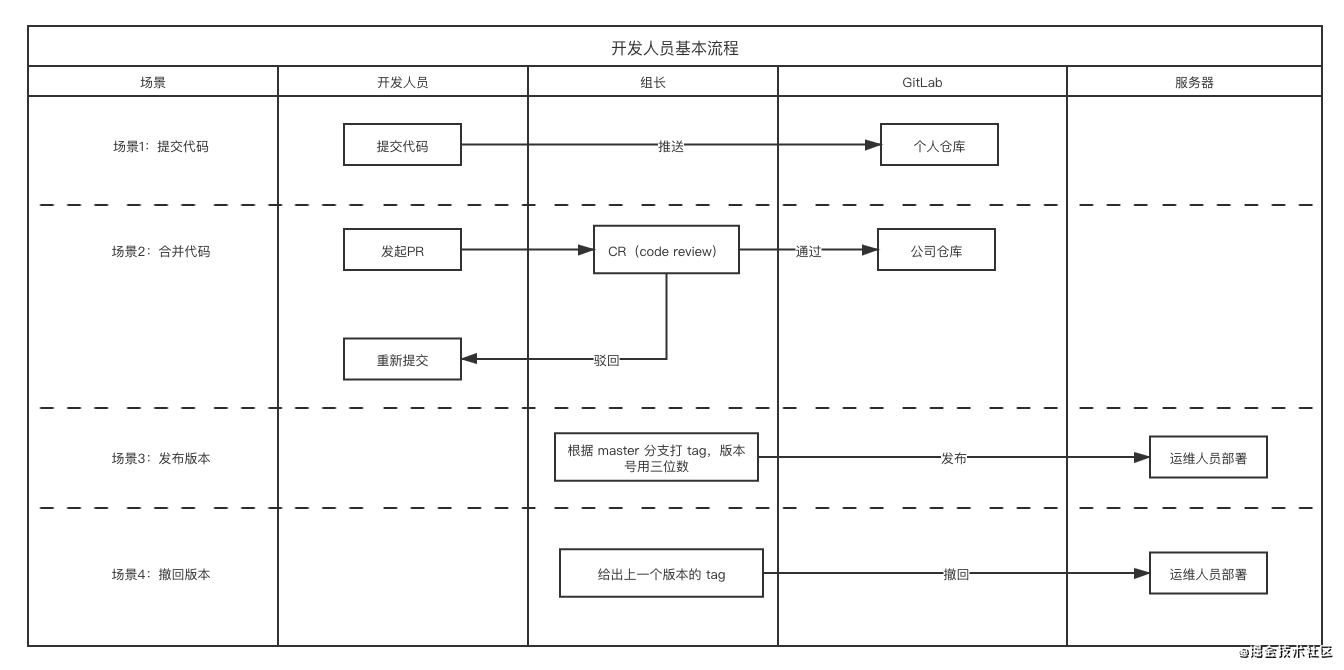 开发人员基本流程
场景
开发人员
组长
GitLab
服务器
场景1：提交代码
提交代码
推送
个人仓库
场景2：合并代码
发起PR
CR（code review）
通过
公司仓库
重新提交
驳回
场景3：发布版本
根据 master 分支打 tag，版本
号用三位数
发布
运维人员部署
场景4：撤回版本
给出上一个版本的 tag
撤回
运维人员部署
@掘金技术社区